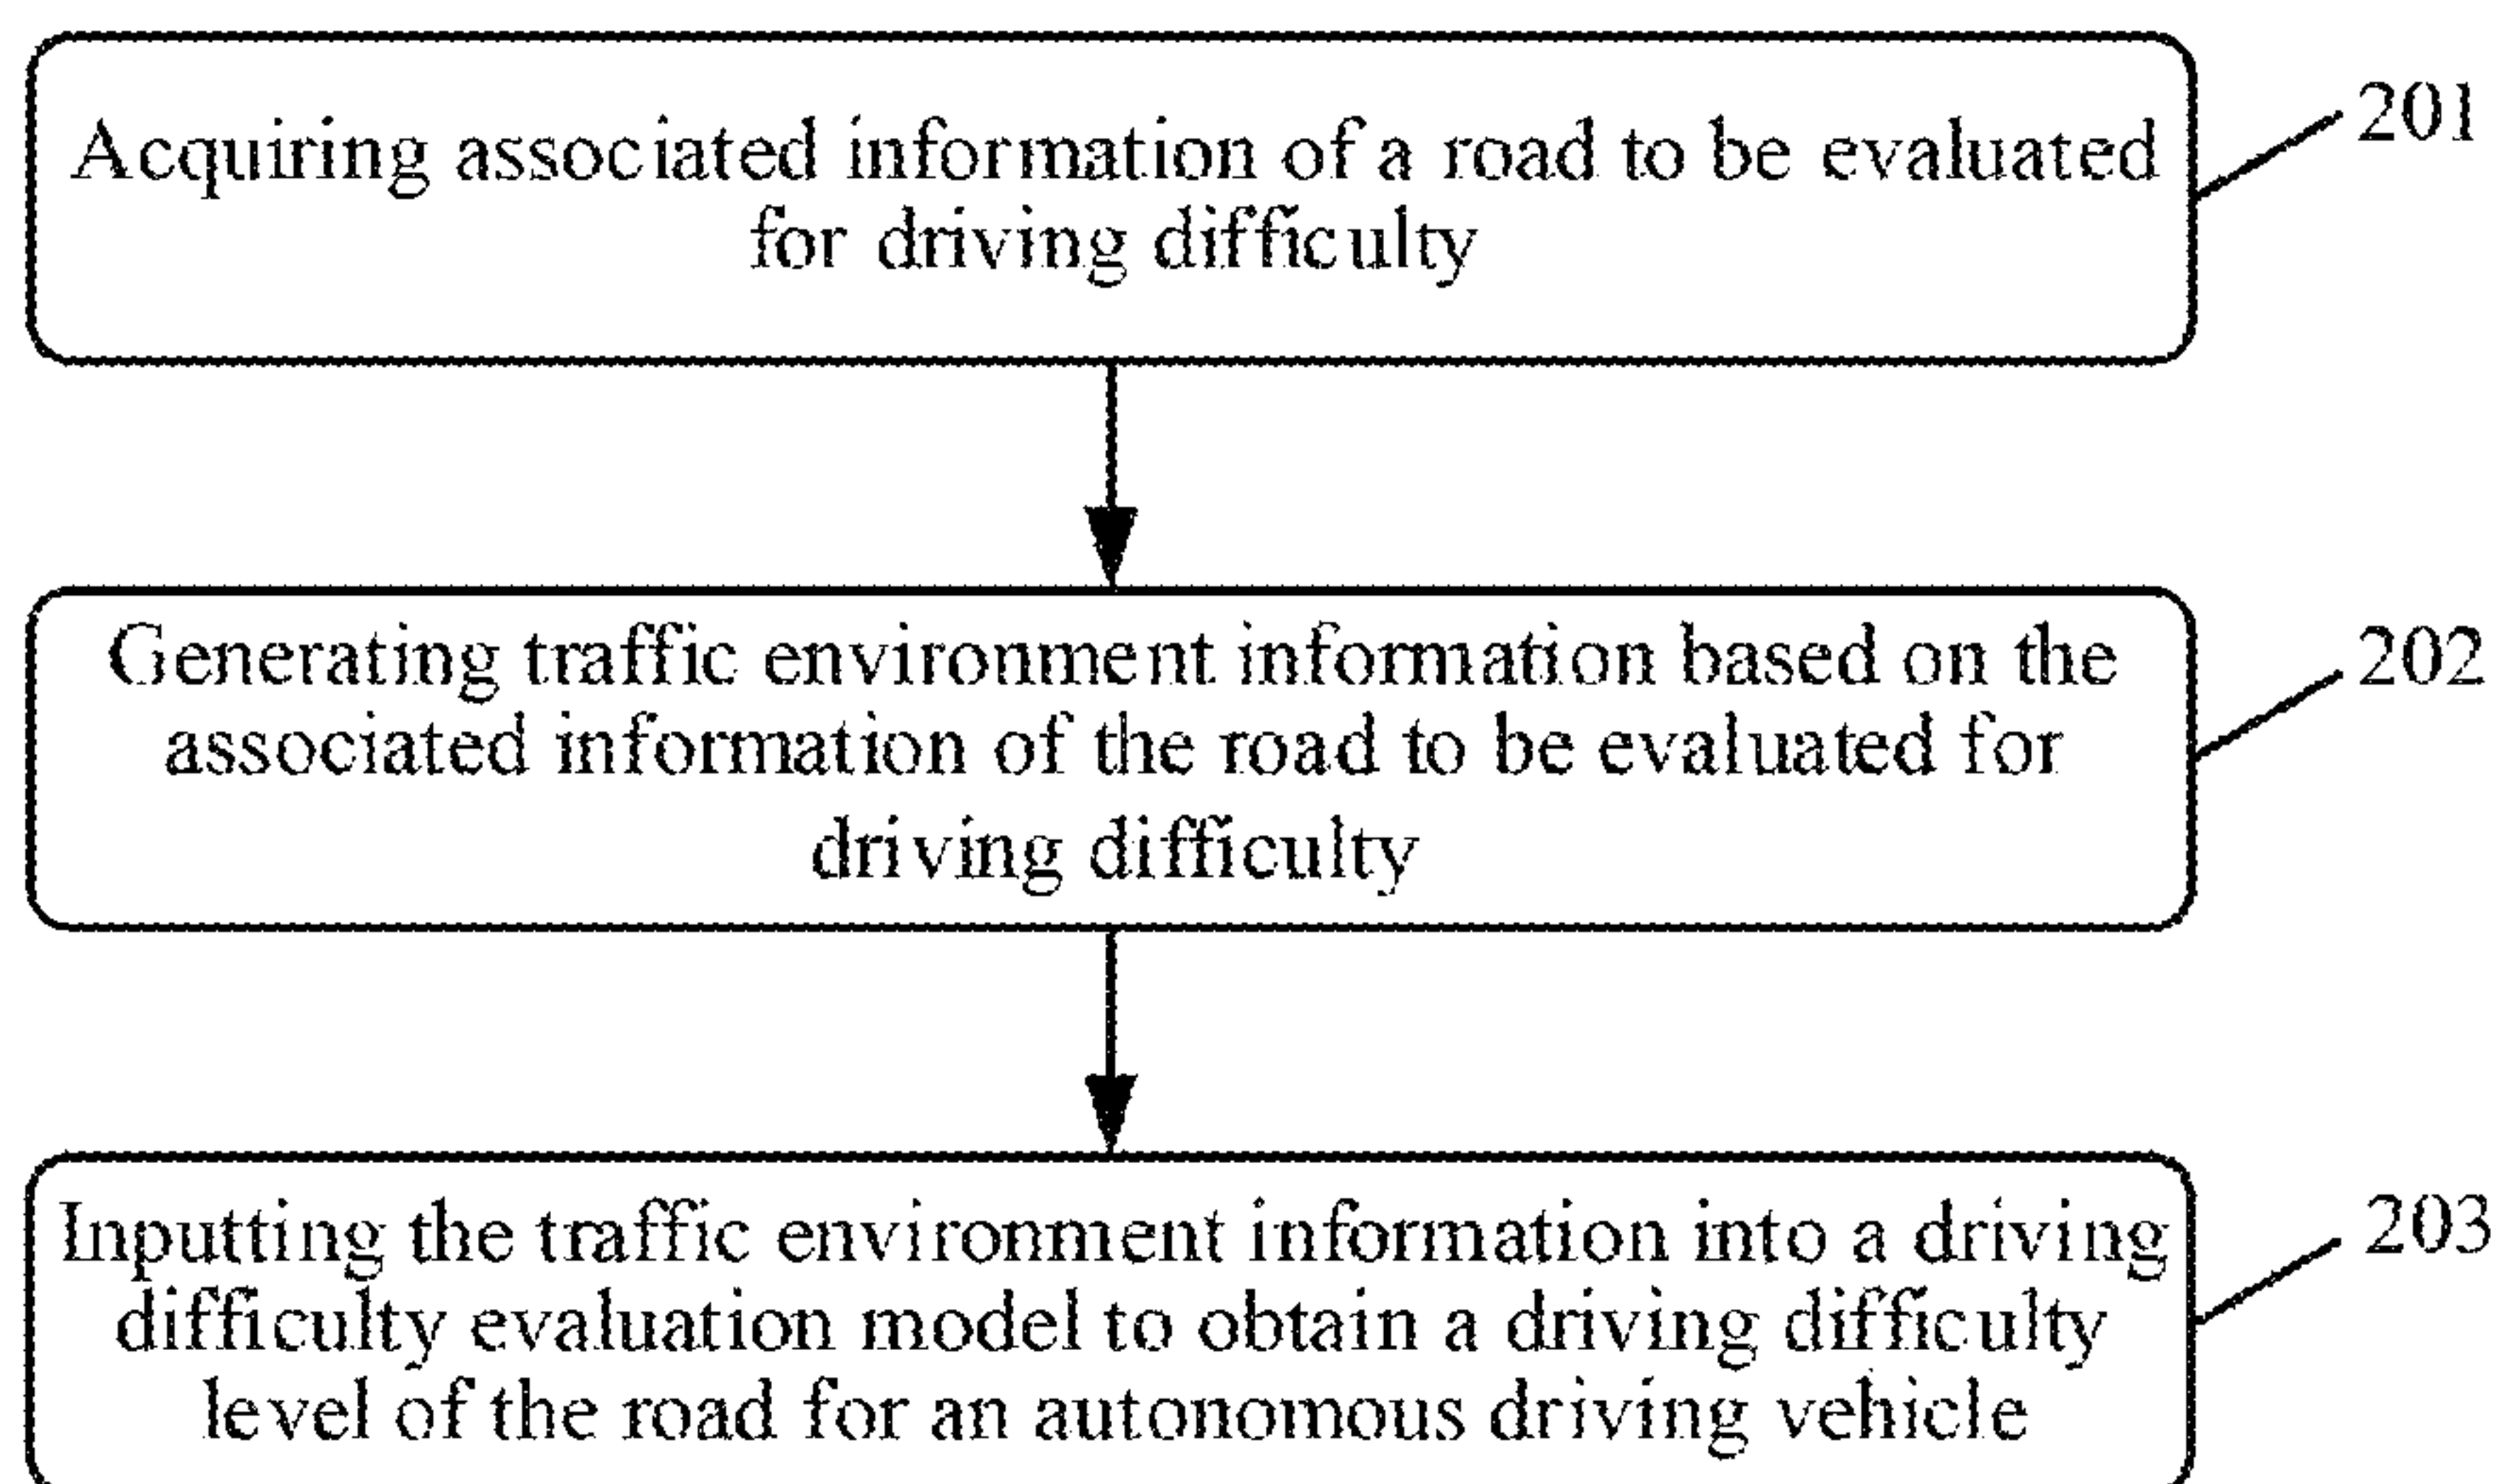 Acquiring associated information of a road to be evaluated
for driving difficulty
201
Generating traffic environment information based on the
associated information of the road to be evaluated for
driving difficulty
202
Inputting the traffic environment information into a driving
difficulty evaluation model to obtain a driving difficulty
level of the road for an autonomous driving vehicle
203